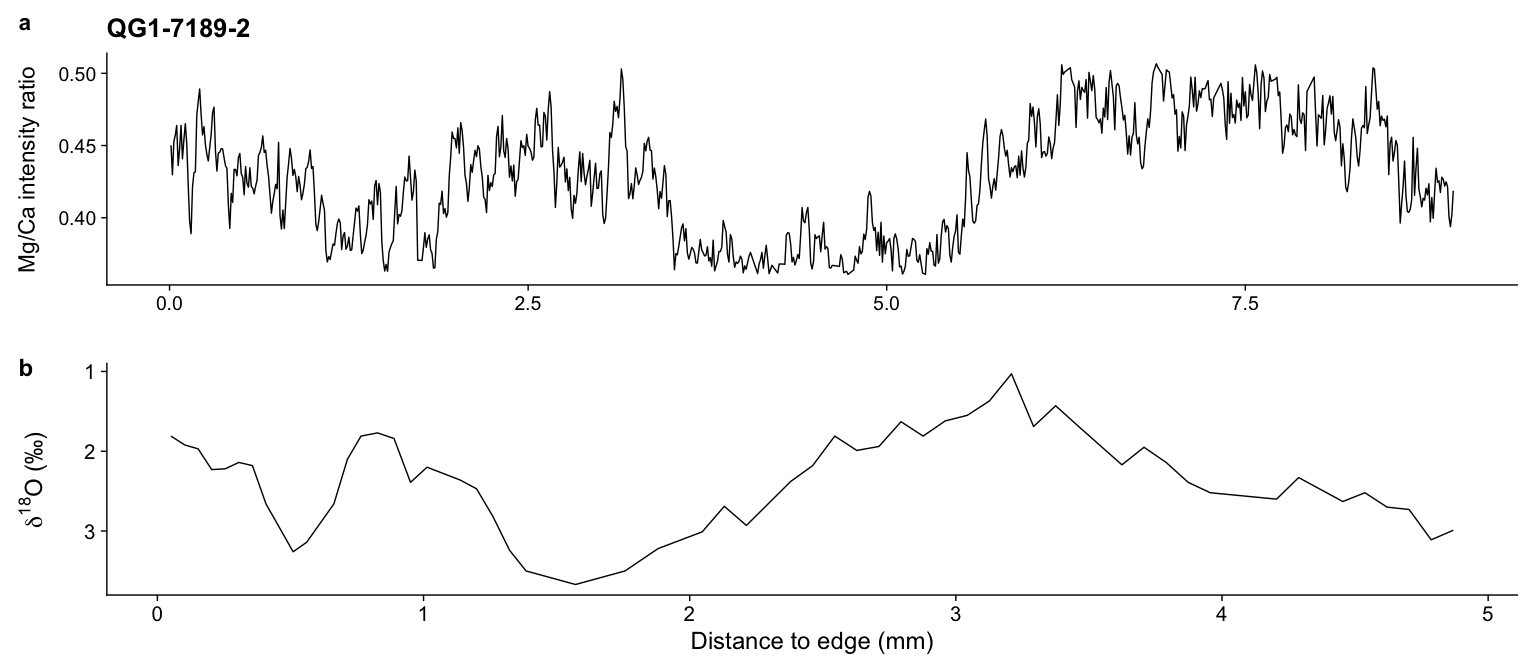 a
QG1-7189-2
Mg/Ca intensity ratio
0.50
0.45
0.40
0.0 2.5 5.0 7.5
b
δ¹⁸O (‰)
1
2
3
0 1 2 3 4 5
Distance to edge (mm)